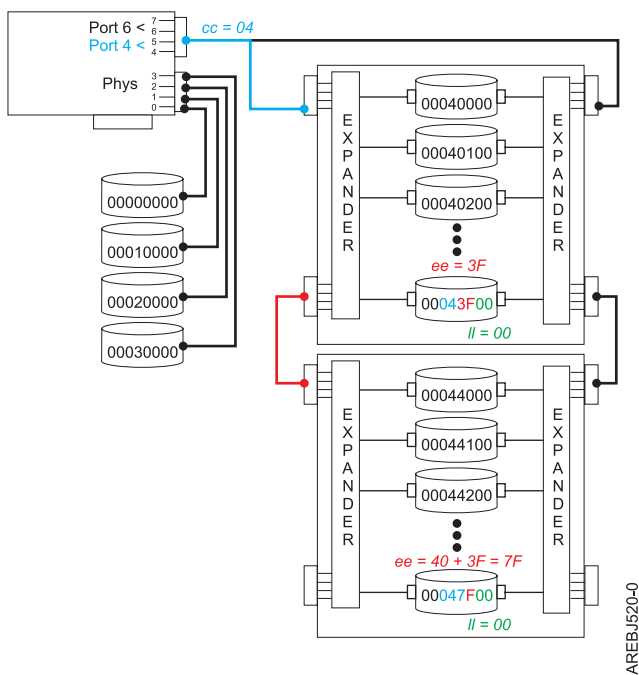 Port 6 < 7
6
Port 4 < 5
4
cc = 04
Phys 3
2
1
0
00000000
00010000
00020000
00030000
EXPANDER
00040000
00040100
00040200
ee = 3F
00043F00
ll = 00
EXPANDER
EXPANDER
00044000
00044100
00044200
ee = 40 + 3F = 7F
00047F00
ll = 00
EXPANDER
AREBJ520-0